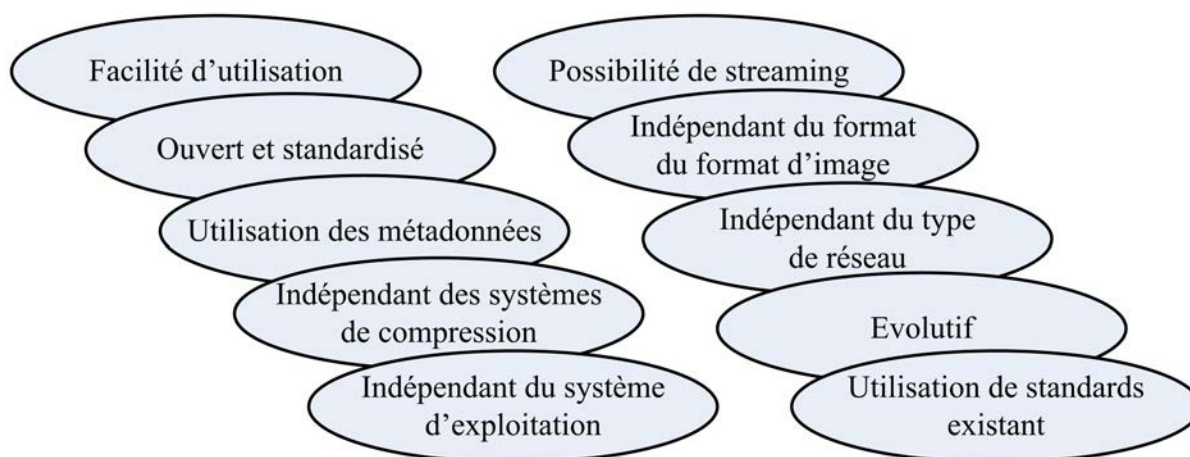 Facilité d’utilisation
Ouvert et standardisé
Utilisation des métadonnées
Indépendant des systèmes
de compression
Indépendant du système
d’exploitation
Possibilité de streaming
Indépendant du format
du format d’image
Indépendant du type
de réseau
Evolutif
Utilisation de standards
existant